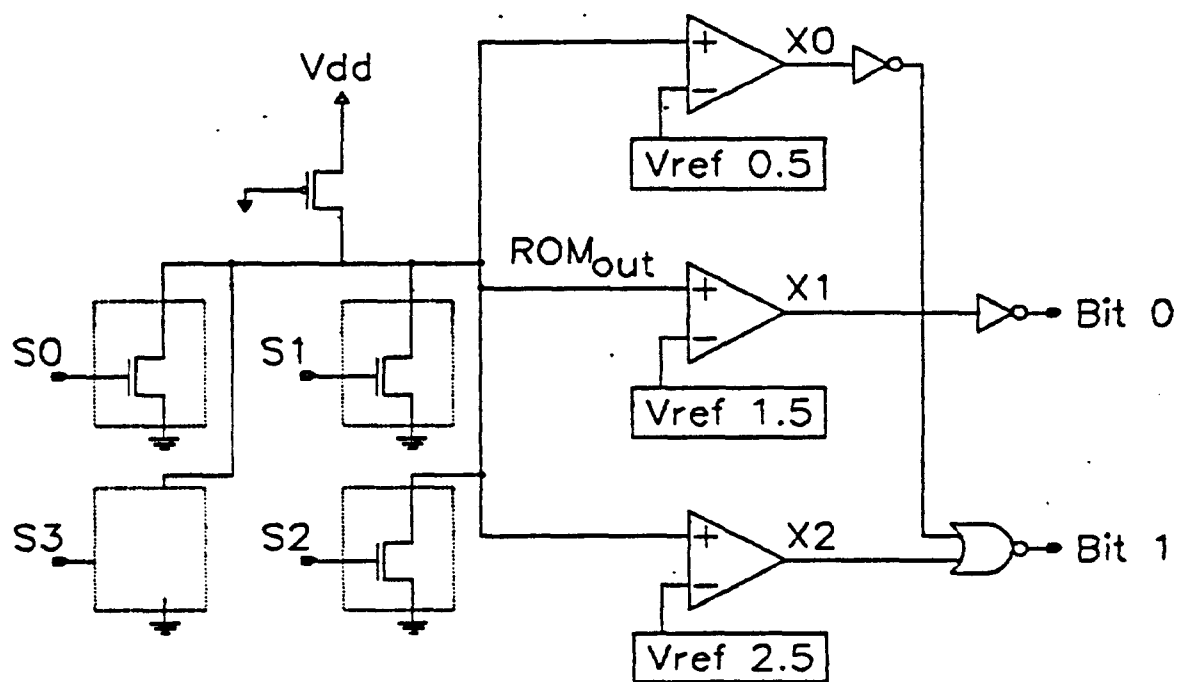 X0
Vdd
+
−
Vref 0.5
ROMout
+
X1
−
Bit 0
S0
S1
Vref 1.5
S3
S2
+
X2
−
Bit 1
Vref 2.5